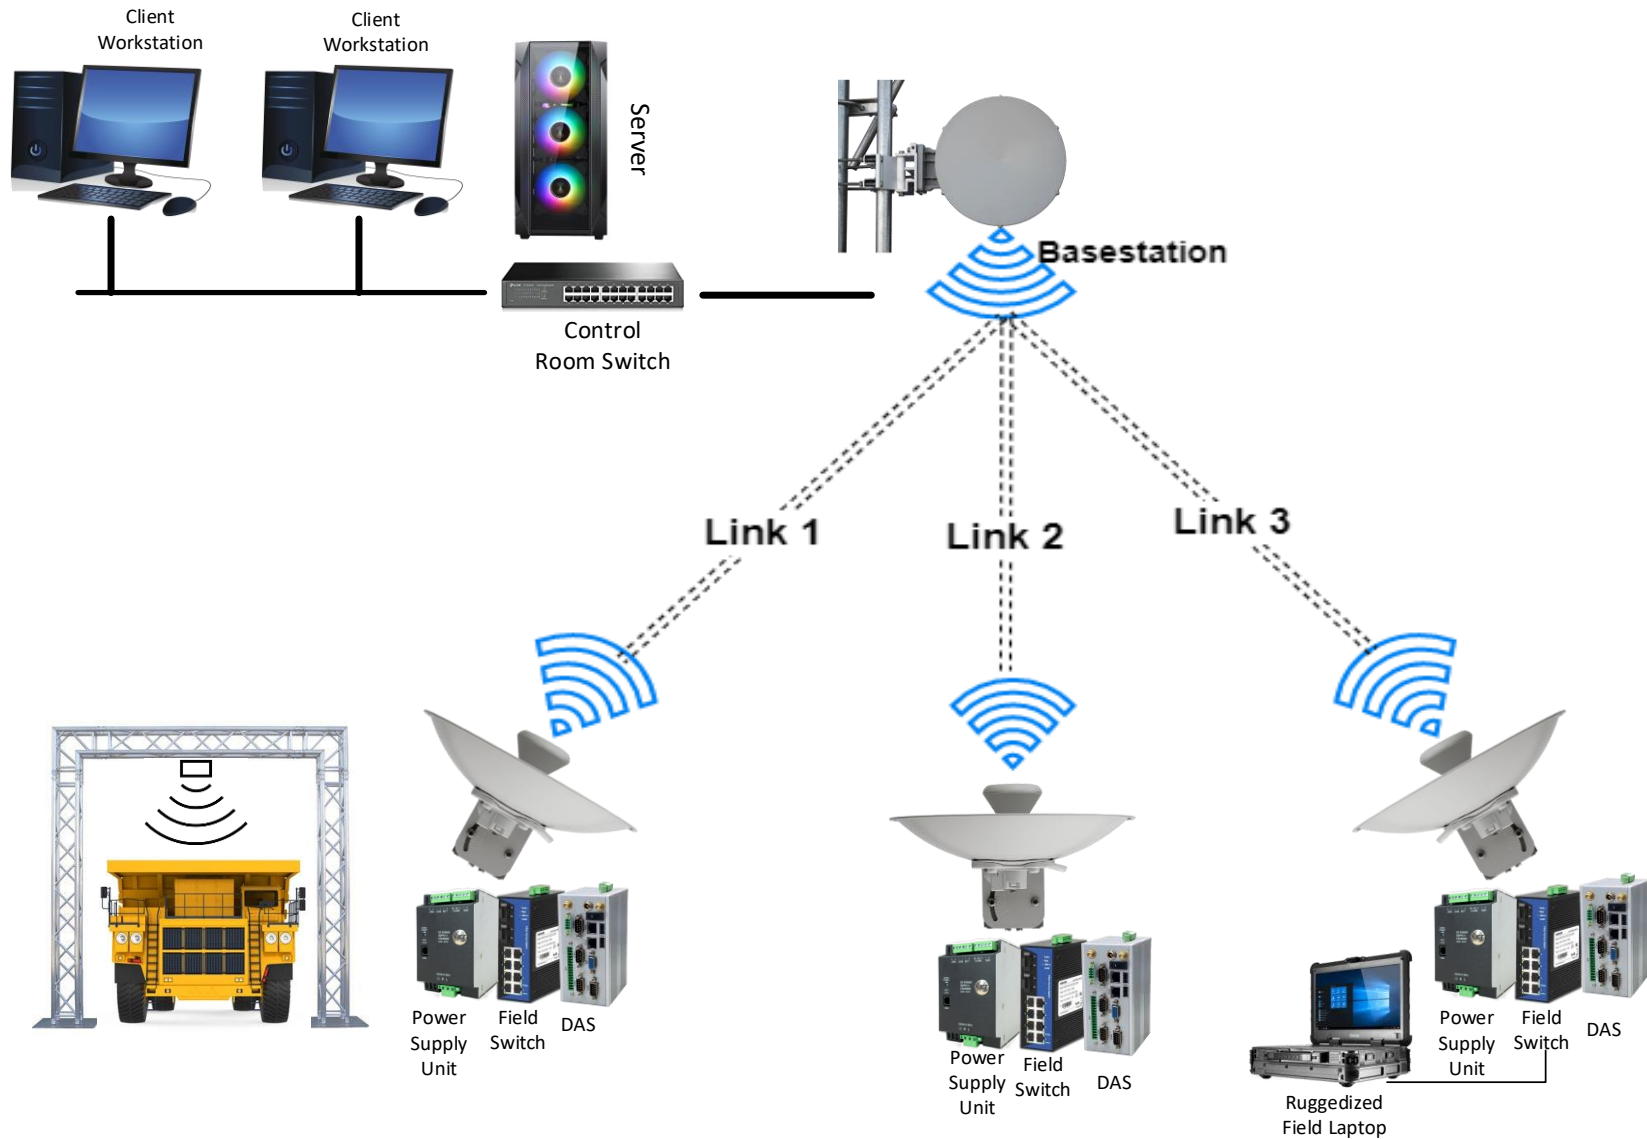 Client
Workstation
Client
Workstation
Server
Basestation
Control
Room Switch
Link 1
Link 2
Link 3
Power
Supply
Unit
Field
Switch
DAS
Power
Supply
Unit
Field
Switch
DAS
Power
Supply
Unit
Field
Switch
DAS
Ruggedized
Field Laptop